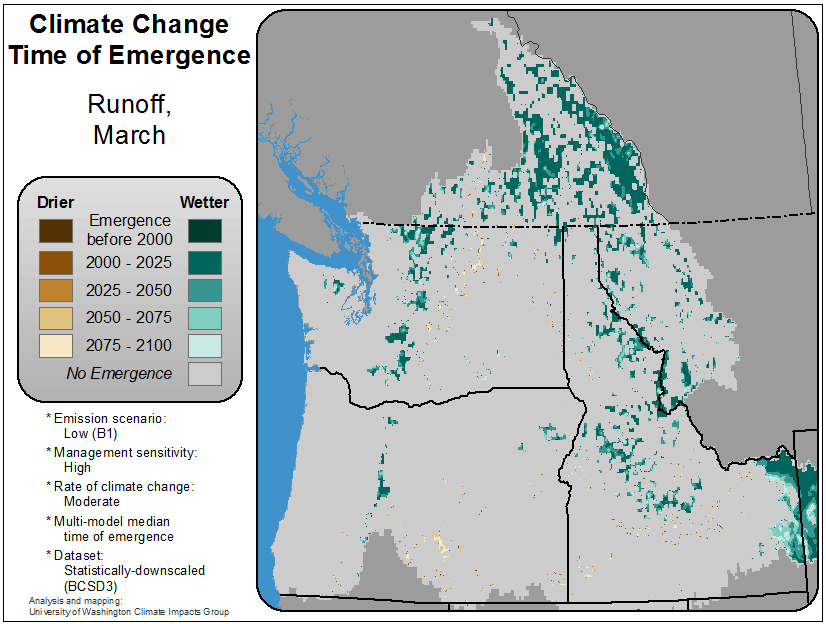 Climate Change
Time of Emergence
Runoff,
March
Drier Wetter
Emergence
before 2000
2000 - 2025
2025 - 2050
2050 - 2075
2075 - 2100
No Emergence
* Emission scenario:
Low (B1)
* Management sensitivity:
High
* Rate of climate change:
Moderate
* Multi-model median
time of emergence
* Dataset:
Statistically-downscaled
(BCSD3)
Analysis and mapping:
University of Washington Climate Impacts Group